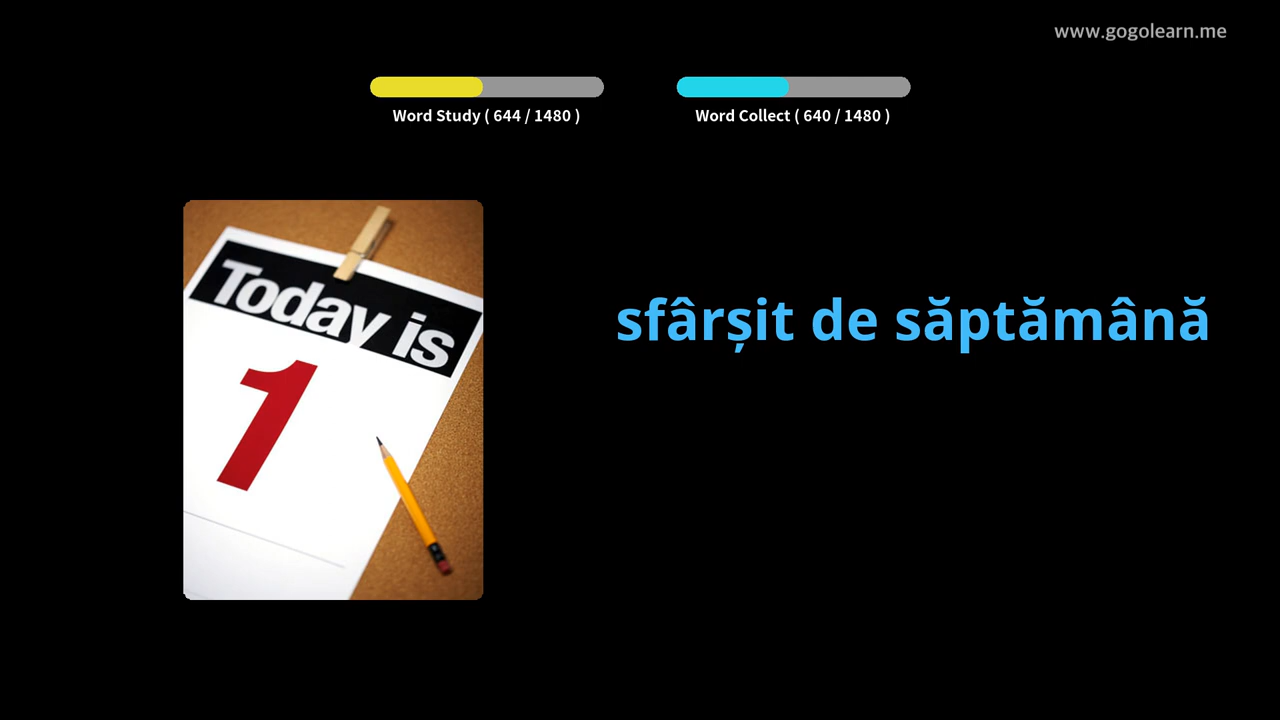 www.gogolearn.me
Word Study ( 644 / 1480 )
Word Collect ( 640 / 1480 )
Today is
1
sfârșit de săptămână